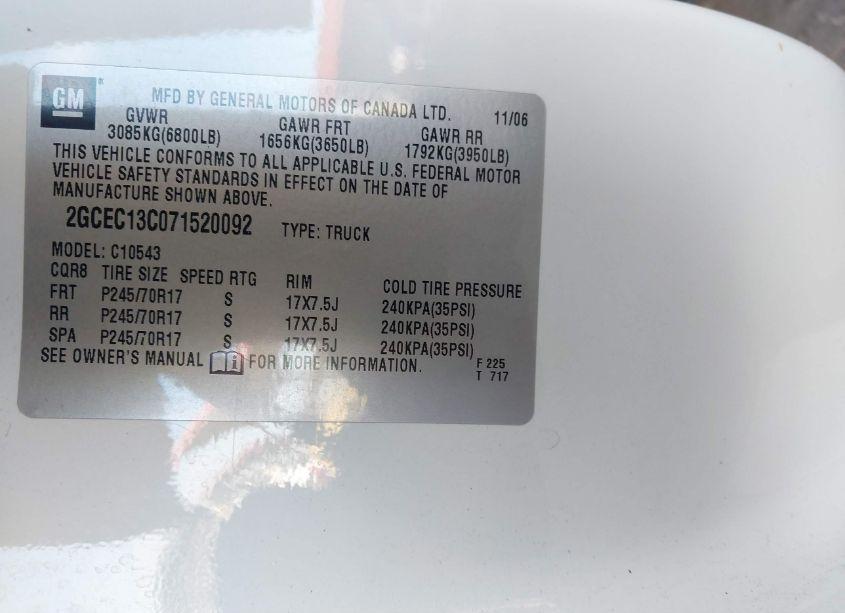 GM
MFD BY GENERAL MOTORS OF CANADA LTD. 11/06
GVWR GAWR FRT GAWR RR
3085KG(6800LB) 1656KG(3650LB) 1792KG(3950LB)
THIS VEHICLE CONFORMS TO ALL APPLICABLE U.S. FEDERAL MOTOR
VEHICLE SAFETY STANDARDS IN EFFECT ON THE DATE OF
MANUFACTURE SHOWN ABOVE.
2GCEC13C071520092 TYPE: TRUCK
MODEL: C10543
CQR8 TIRE SIZE SPEED RTG RIM COLD TIRE PRESSURE
FRT P245/70R17 S 17X7.5J 240KPA(35PSI)
RR P245/70R17 S 17X7.5J 240KPA(35PSI)
SPA P245/70R17 S 17X7.5J 240KPA(35PSI)
SEE OWNER'S MANUAL FOR MORE INFORMATION.
F 225
T 717